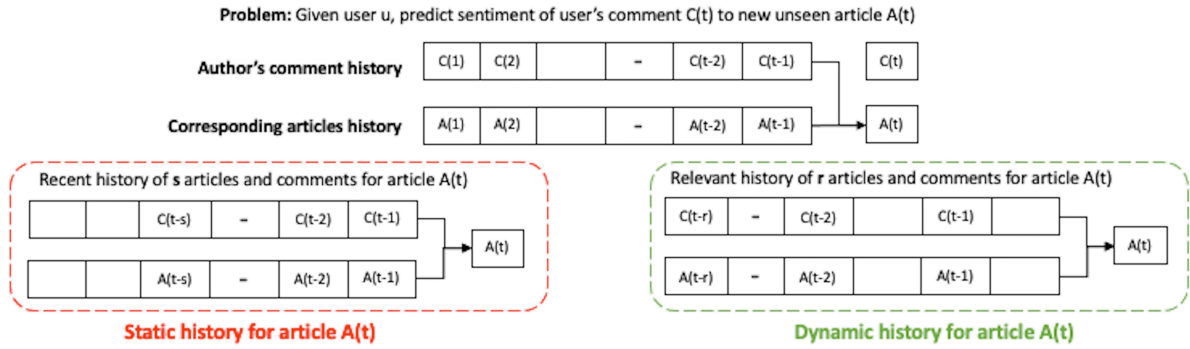 Problem: Given user u, predict sentiment of user's comment C(t) to new unseen article A(t)
Author's comment history
C(1) C(2) - C(t-2) C(t-1) C(t)
Corresponding articles history
A(1) A(2) - A(t-2) A(t-1) A(t)
Recent history of s articles and comments for article A(t)
C(t-s) - C(t-2) C(t-1)
A(t)
A(t-s) - A(t-2) A(t-1)
Static history for article A(t)
Relevant history of r articles and comments for article A(t)
C(t-r) - C(t-2) C(t-1)
A(t)
A(t-r) - A(t-2) A(t-1)
Dynamic history for article A(t)